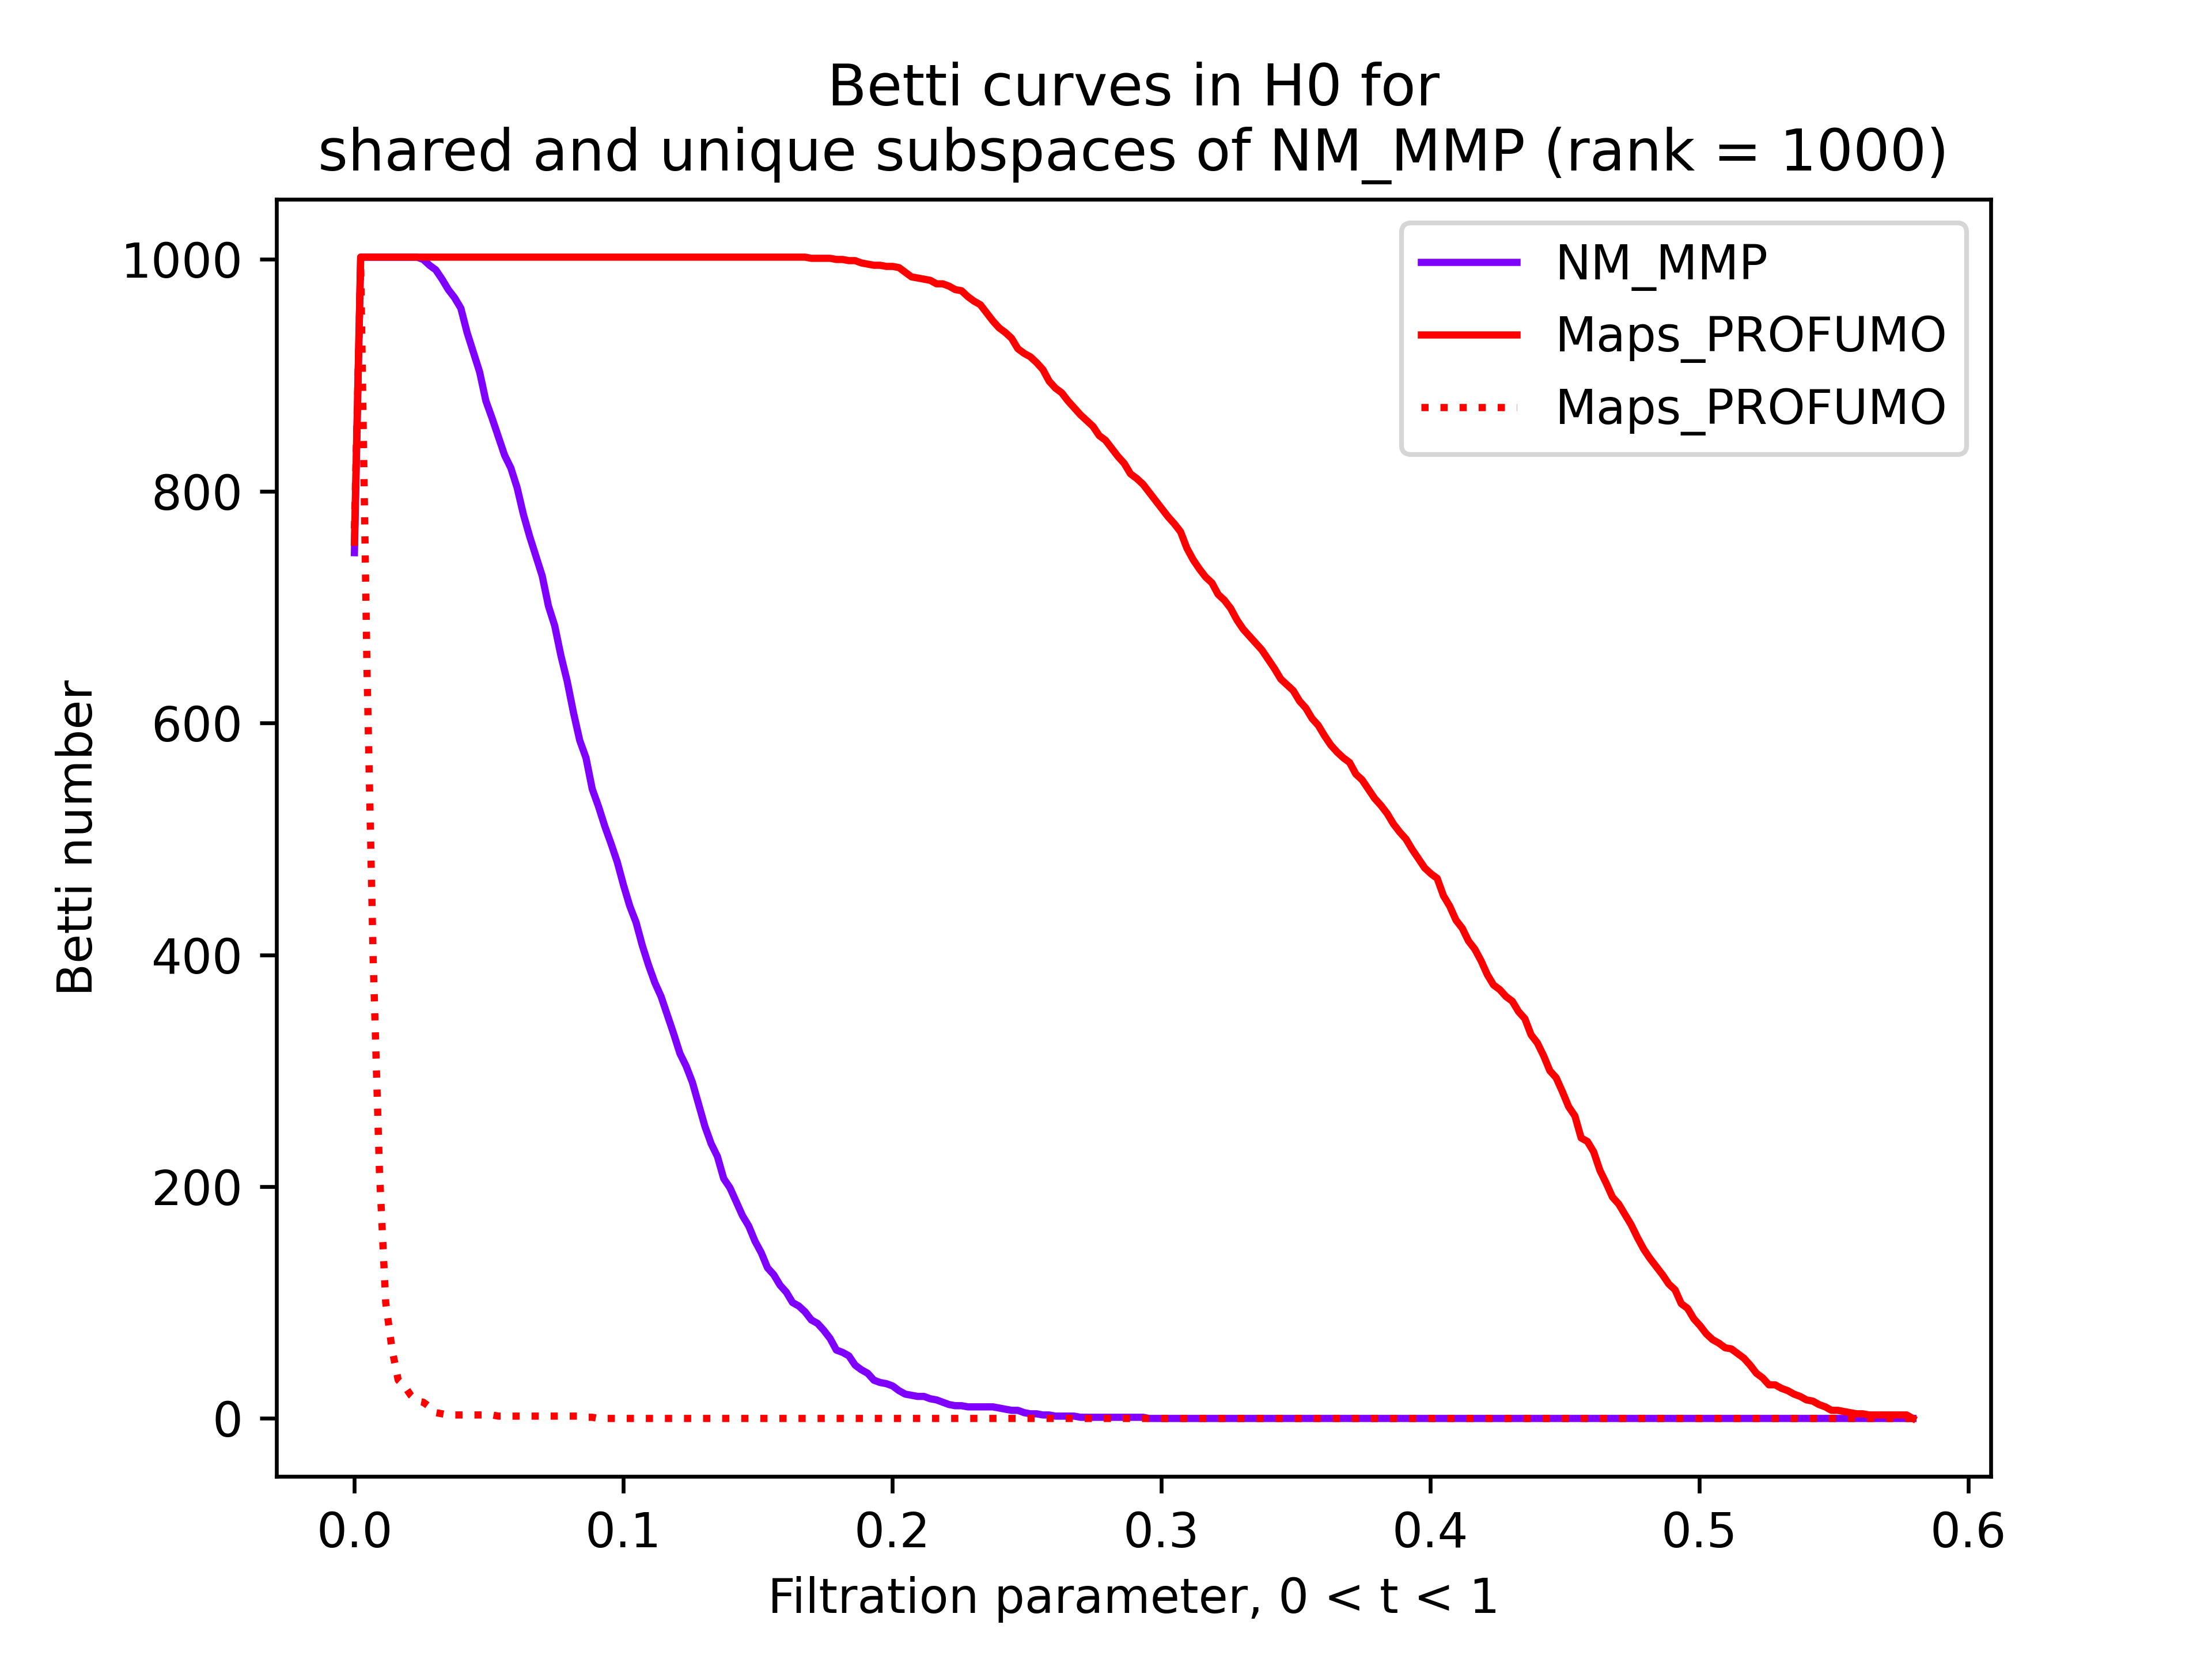 Betti curves in H0 for
shared and unique subspaces of NM_MMP (rank = 1000)
NM_MMP
Maps_PROFUMO
Maps_PROFUMO
Betti number
1000
800
600
400
200
0
0.0 0.1 0.2 0.3 0.4 0.5 0.6
Filtration parameter, 0 < t < 1